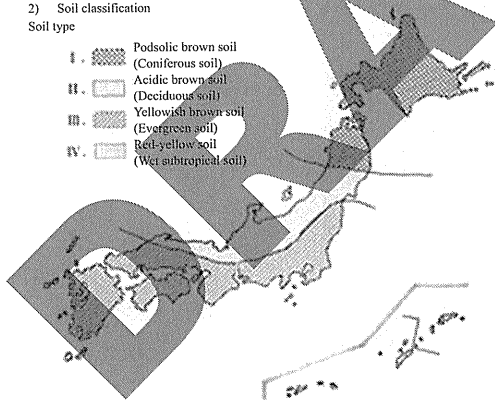 2) Soil classification
Soil type
I. Podsolic brown soil
(Coniferous soil)
II. Acidic brown soil
(Deciduous soil)
III. Yellowish brown soil
(Evergreen soil)
IV. Red-yellow soil
(Wet subtropical soil)
DRA